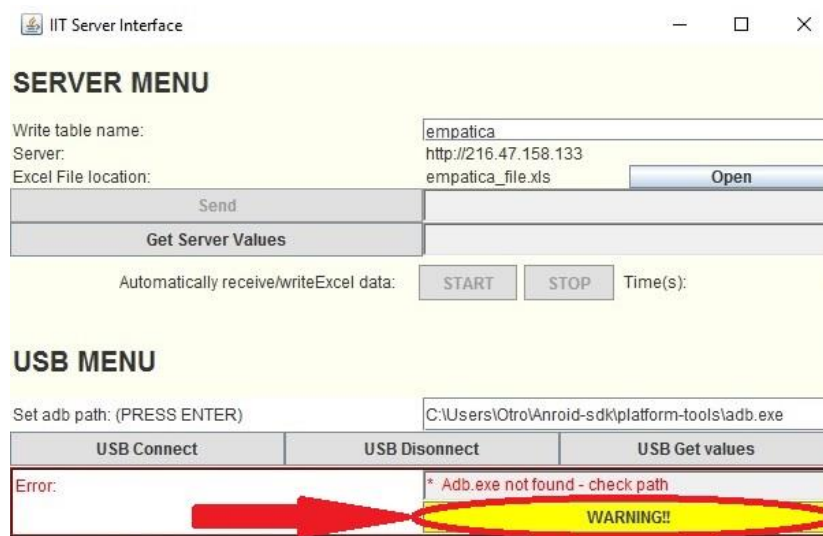 IIT Server Interface
SERVER MENU
Write table name: empatica
Server: http://216.47.158.133
Excel File location: empatica_file.xls Open
Send
Get Server Values
Automatically receive/writeExcel data: START STOP Time(s):
USB MENU
Set adb path: (PRESS ENTER) C:\Users\Otro\Anroid-sdk\platform-tools\adb.exe
USB Connect USB Disonnect USB Get values
Error: * Adb.exe not found - check path
WARNING!!